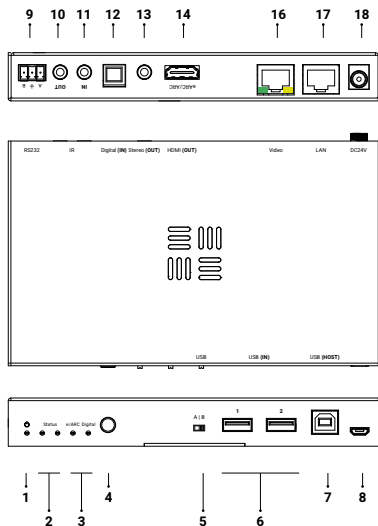 9 10 11 12 13 14 16 17 18
B ⏚ A OUT IN eARC/ARC
RS232 IR Digital (IN) Stereo (OUT) HDMI (OUT) Video LAN DC24V
USB USB (IN) USB (HOST)
Status e/ARC Digital A | B 1 2
1 2 3 4 5 6 7 8